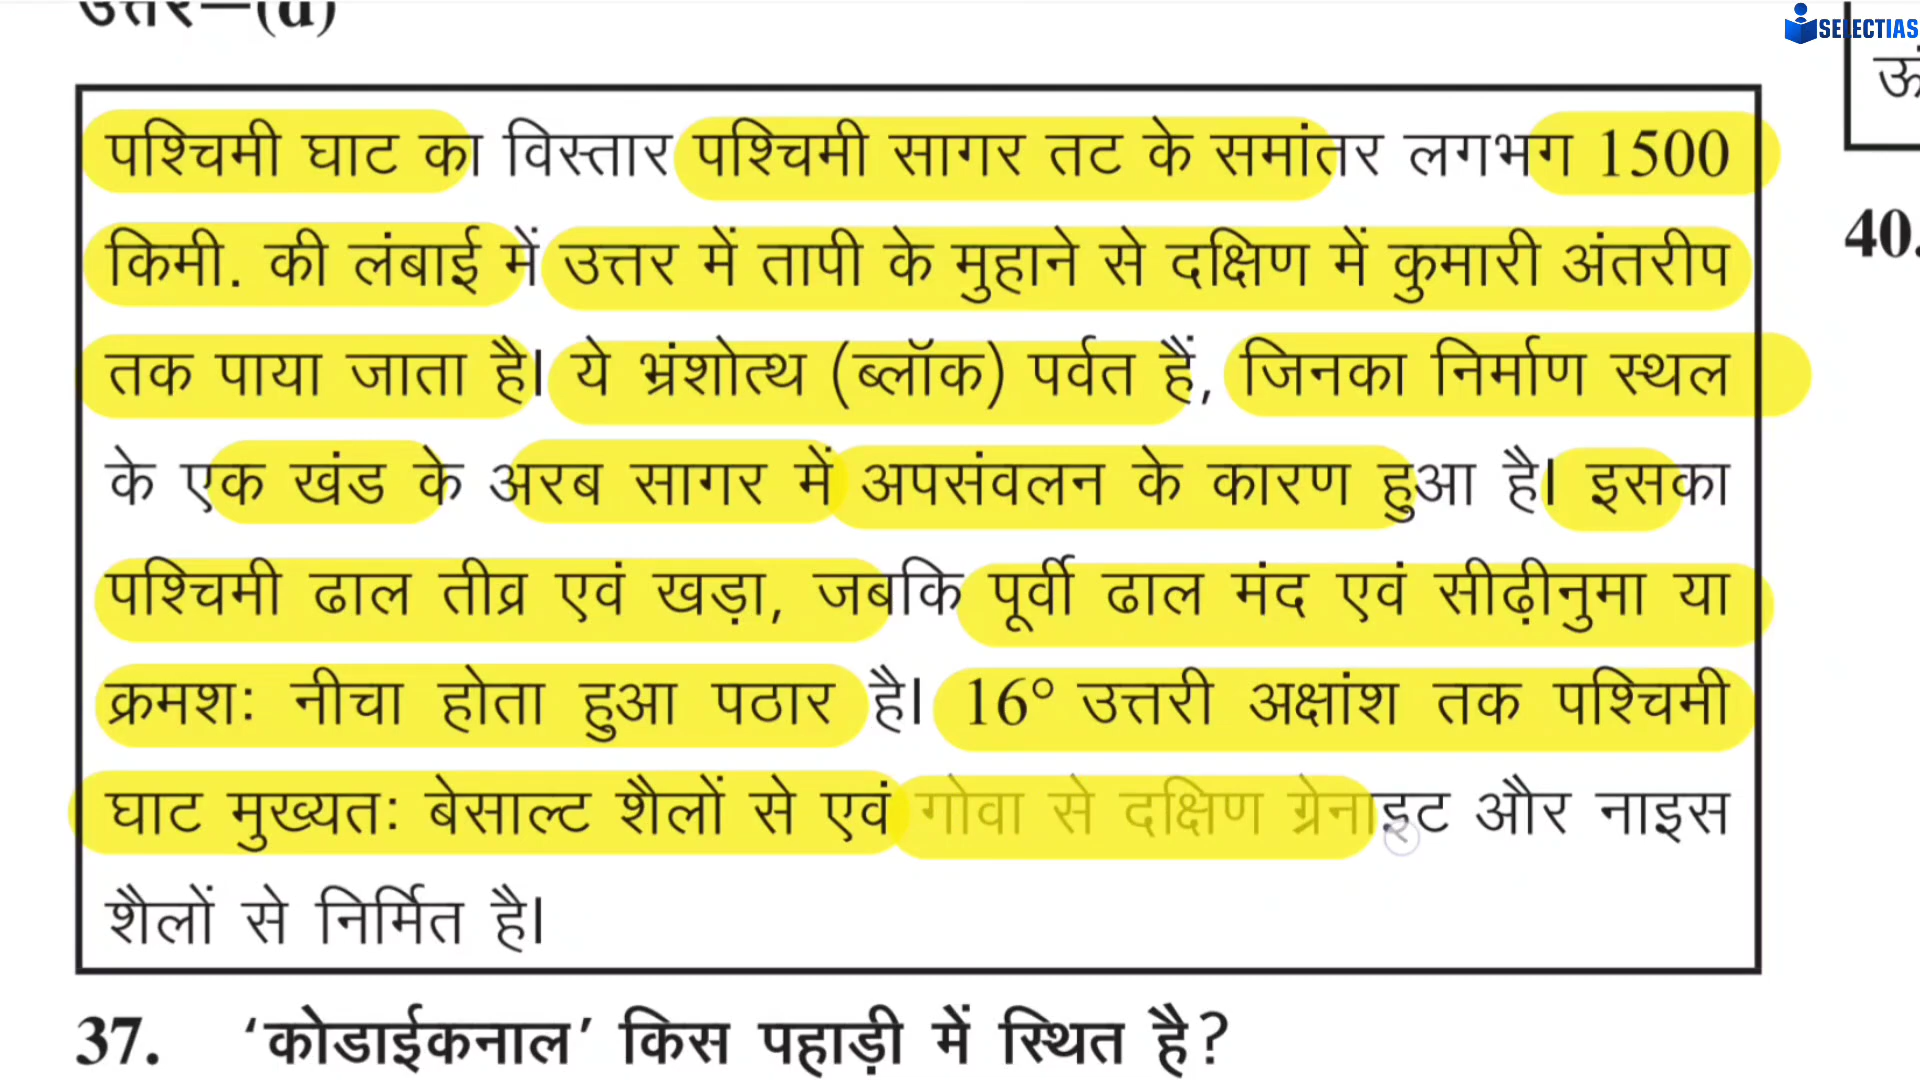 उत्तर–(d)
SELECTIAS
पश्चिमी घाट का विस्तार पश्चिमी सागर तट के समांतर लगभग 1500
किमी. की लंबाई में उत्तर में तापी के मुहाने से दक्षिण में कुमारी अंतरीप
तक पाया जाता है। ये भ्रंशोत्थ (ब्लॉक) पर्वत हैं, जिनका निर्माण स्थल
के एक खंड के अरब सागर में अपसंवलन के कारण हुआ है। इसका
पश्चिमी ढाल तीव्र एवं खड़ा, जबकि पूर्वी ढाल मंद एवं सीढ़ीनुमा या
क्रमशः नीचा होता हुआ पठार है। 16° उत्तरी अक्षांश तक पश्चिमी
घाट मुख्यतः बेसाल्ट शैलों से एवं गोवा से दक्षिण ग्रेनाइट और नाइस
शैलों से निर्मित है।
37. ‘कोडाईकनाल’ किस पहाड़ी में स्थित है?
40.